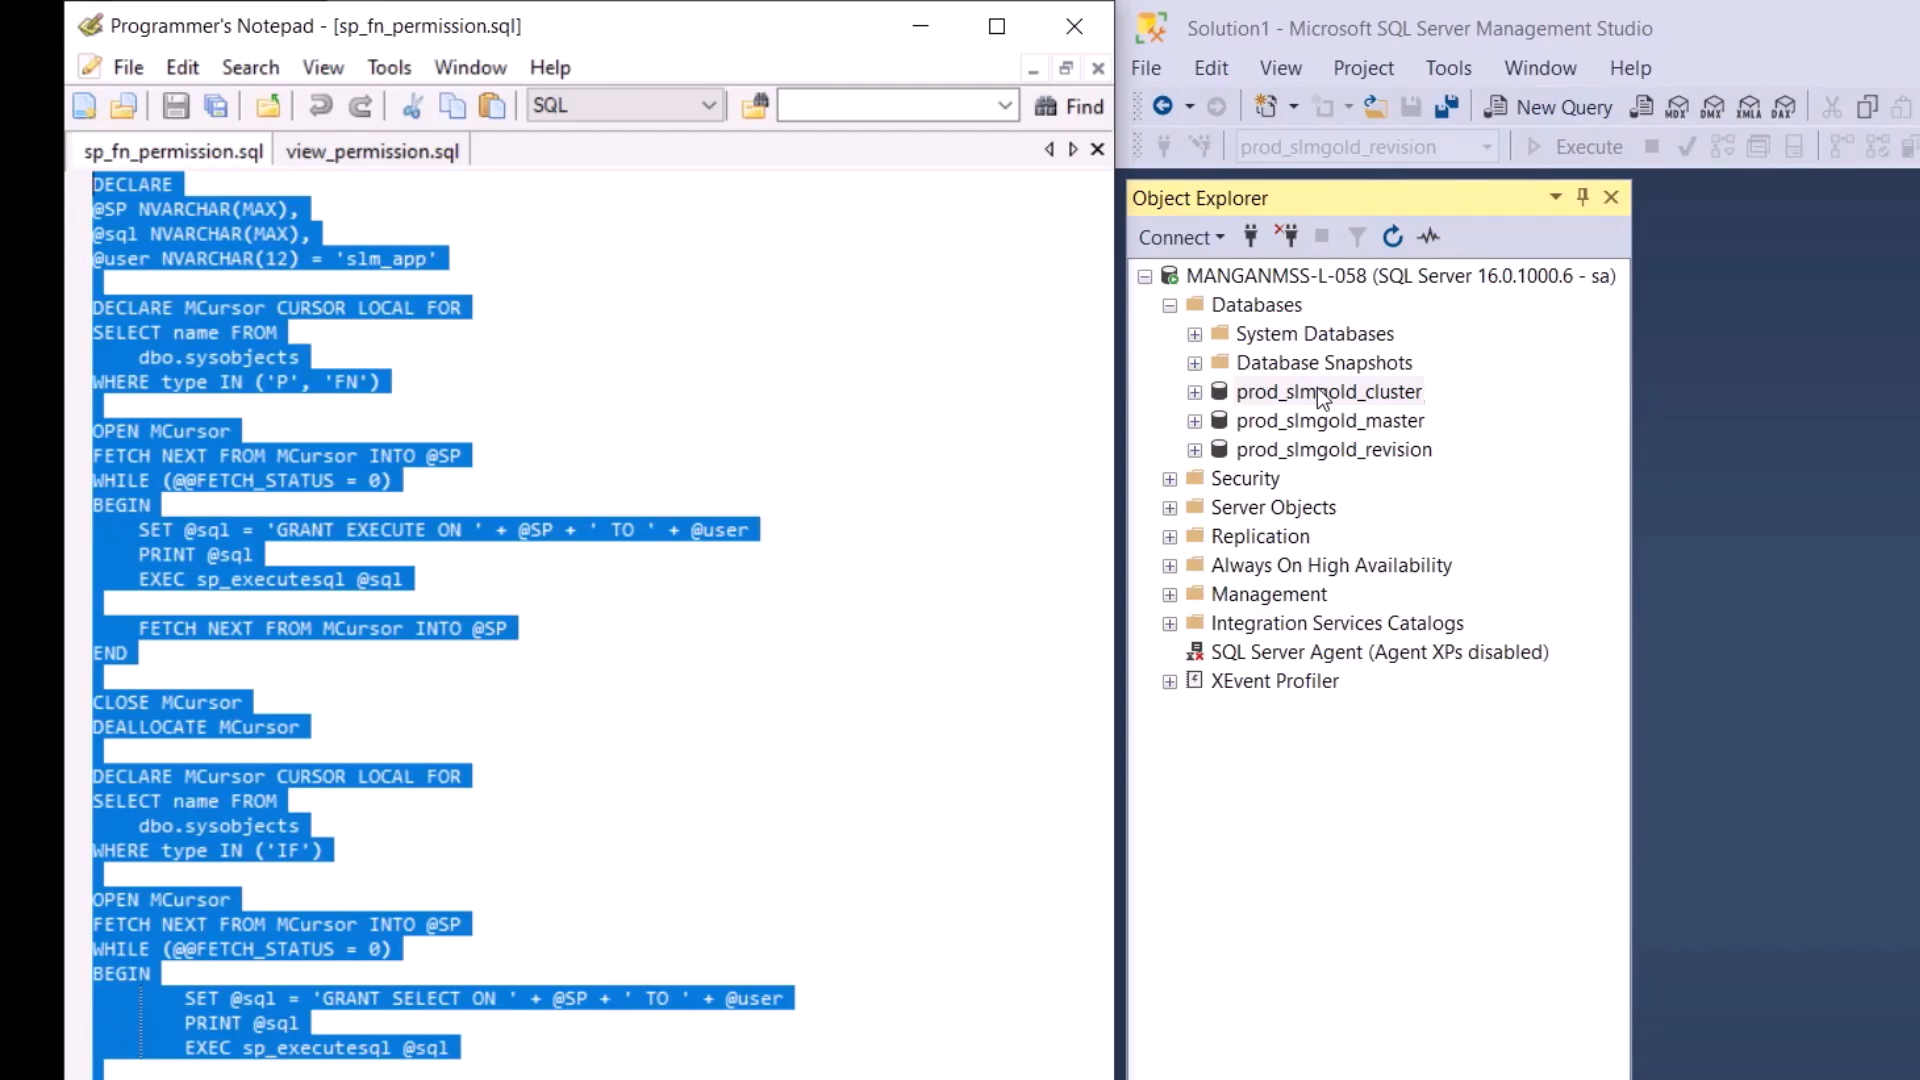 Programmer's Notepad - [sp_fn_permission.sql]
File Edit Search View Tools Window Help
SQL
Find
sp_fn_permission.sql view_permission.sql
DECLARE
@SP NVARCHAR(MAX),
@sql NVARCHAR(MAX),
@user NVARCHAR(12) = 'slm_app'
DECLARE MCursor CURSOR LOCAL FOR
SELECT name FROM
dbo.sysobjects
WHERE type IN ('P', 'FN')
OPEN MCursor
FETCH NEXT FROM MCursor INTO @SP
WHILE (@@FETCH_STATUS = 0)
BEGIN
SET @sql = 'GRANT EXECUTE ON ' + @SP + ' TO ' + @user
PRINT @sql
EXEC sp_executesql @sql
FETCH NEXT FROM MCursor INTO @SP
END
CLOSE MCursor
DEALLOCATE MCursor
DECLARE MCursor CURSOR LOCAL FOR
SELECT name FROM
dbo.sysobjects
WHERE type IN ('IF')
OPEN MCursor
FETCH NEXT FROM MCursor INTO @SP
WHILE (@@FETCH_STATUS = 0)
BEGIN
SET @sql = 'GRANT SELECT ON ' + @SP + ' TO ' + @user
PRINT @sql
EXEC sp_executesql @sql
Solution1 - Microsoft SQL Server Management Studio
File Edit View Project Tools Window Help
New Query MDX DMX XMLA DAX
prod_slmgold_revision Execute
Object Explorer
Connect
MANGANMSS-L-058 (SQL Server 16.0.1000.6 - sa)
Databases
System Databases
Database Snapshots
prod_slmgold_cluster
prod_slmgold_master
prod_slmgold_revision
Security
Server Objects
Replication
Always On High Availability
Management
Integration Services Catalogs
SQL Server Agent (Agent XPs disabled)
XEvent Profiler